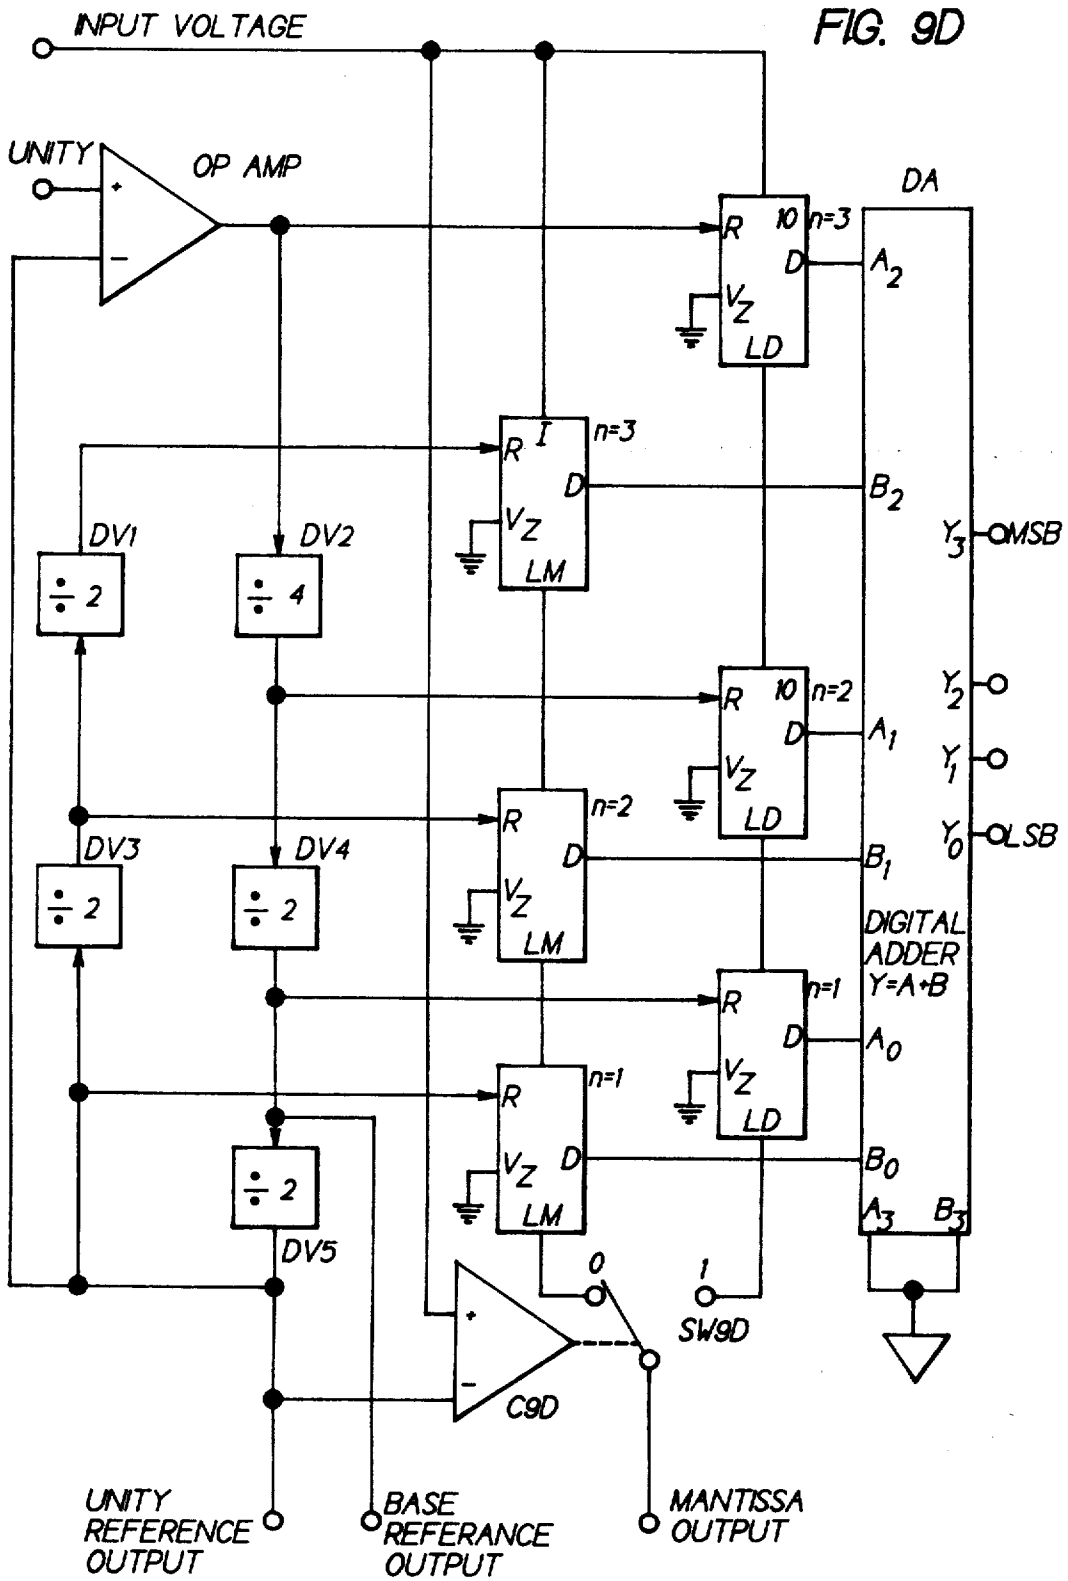 INPUT VOLTAGE
FIG. 9D
UNITY
OP AMP
+
−
DA
R 10 n=3
D
VZ
LD
A2
I n=3
R
D
VZ
LM
B2
Y3 MSB
DV1
÷ 2
DV2
÷ 4
R 10 n=2
D
VZ
LD
A1
Y2
Y1
Y0 LSB
n=2
R
D
VZ
LM
B1
DV3
÷ 2
DV4
÷ 2
DIGITAL
ADDER
Y=A+B
n=1
R
D
VZ
LD
A0
n=1
R
D
VZ
LM
B0
÷ 2
DV5
A3 B3
0
1
SW9D
+
−
C9D
UNITY
REFERENCE
OUTPUT
BASE
REFERANCE
OUTPUT
MANTISSA
OUTPUT